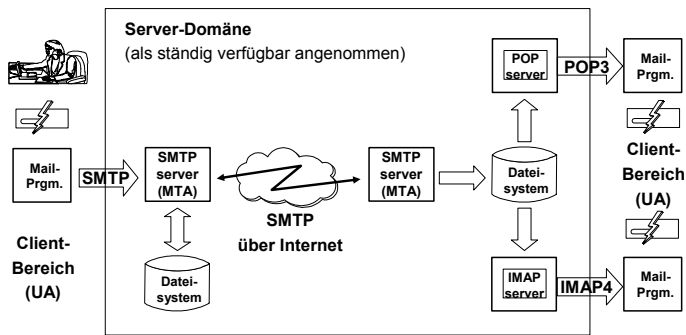 Server-Domäne
(als ständig verfügbar angenommen)
Mail-
Prgm.
SMTP
Client-
Bereich
(UA)
SMTP
server
(MTA)
Datei-
system
SMTP
über Internet
SMTP
server
(MTA)
Datei-
system
POP
server
POP3
Mail-
Prgm.
Client-
Bereich
(UA)
IMAP
server
IMAP4
Mail-
Prgm.